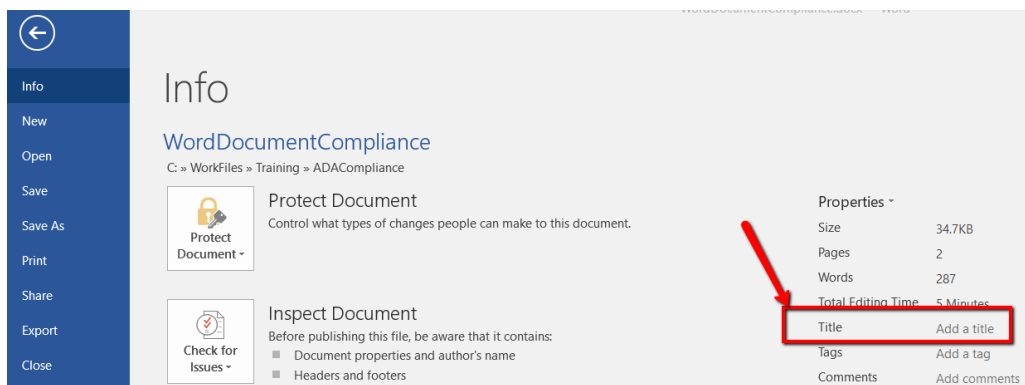 WordDocumentCompliance.docx - Word
Info
New
Open
Save
Save As
Print
Share
Export
Close
Info
WordDocumentCompliance
C: » WorkFiles » Training » ADACompliance
Protect
Document
Protect Document
Control what types of changes people can make to this document.
Check for
Issues
Inspect Document
Before publishing this file, be aware that it contains:
Document properties and author's name
Headers and footers
Properties
Size 34.7KB
Pages 2
Words 287
Total Editing Time 5 Minutes
Title Add a title
Tags Add a tag
Comments Add comments